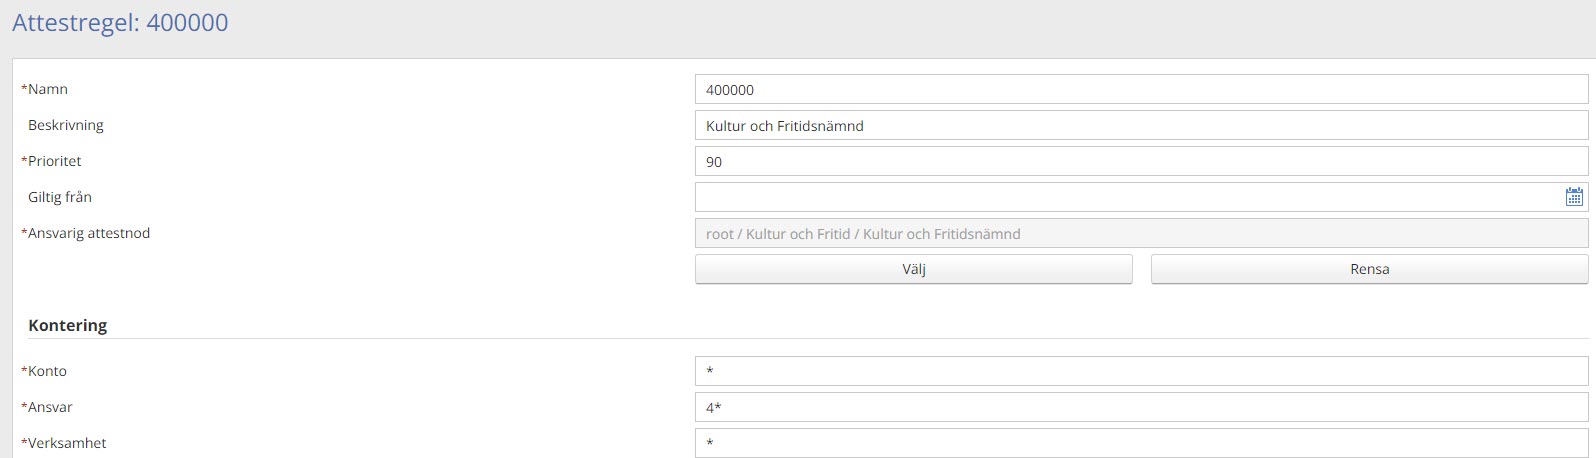 Attestregel: 400000
*Namn 400000
Beskrivning Kultur och Fritidsnämnd
*Prioritet 90
Giltig från
*Ansvarig attestnod root / Kultur och Fritid / Kultur och Fritidsnämnd
Välj Rensa
Kontering
*Konto *
*Ansvar 4*
*Verksamhet *